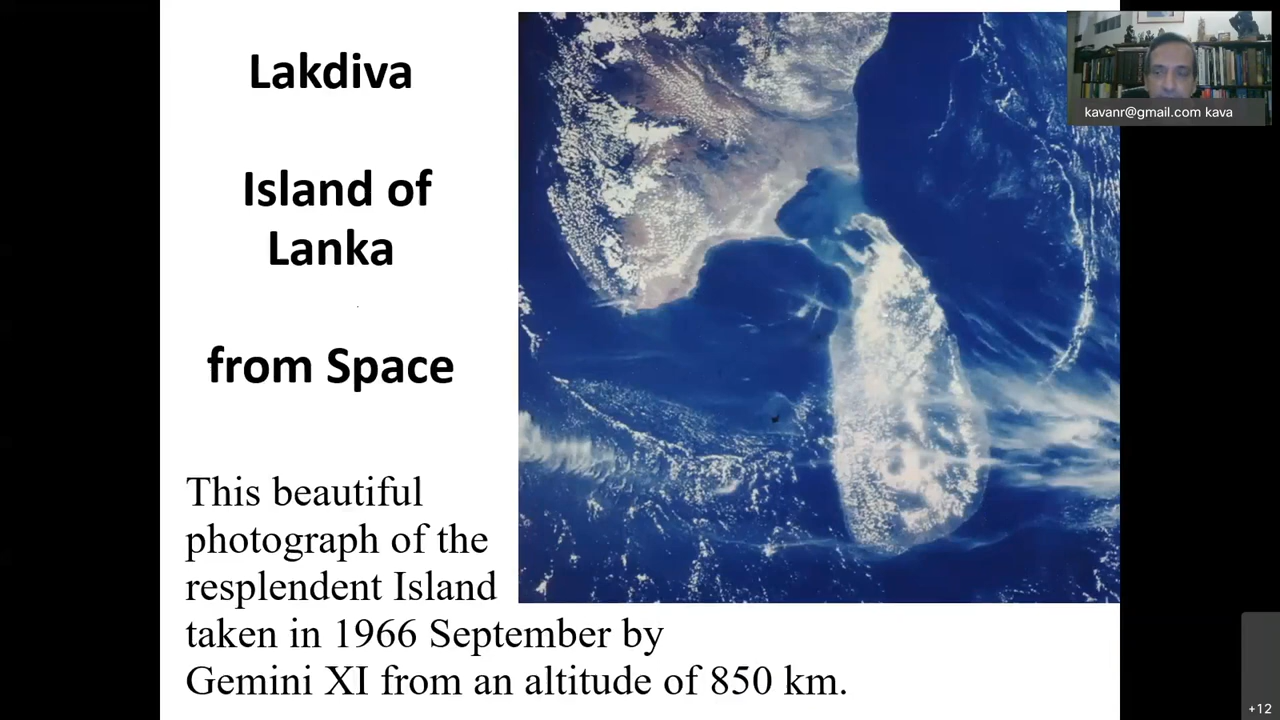 Lakdiva
Island of
Lanka
from Space
This beautiful
photograph of the
resplendent Island
taken in 1966 September by
Gemini XI from an altitude of 850 km.
kavanr@gmail.com kava
+12